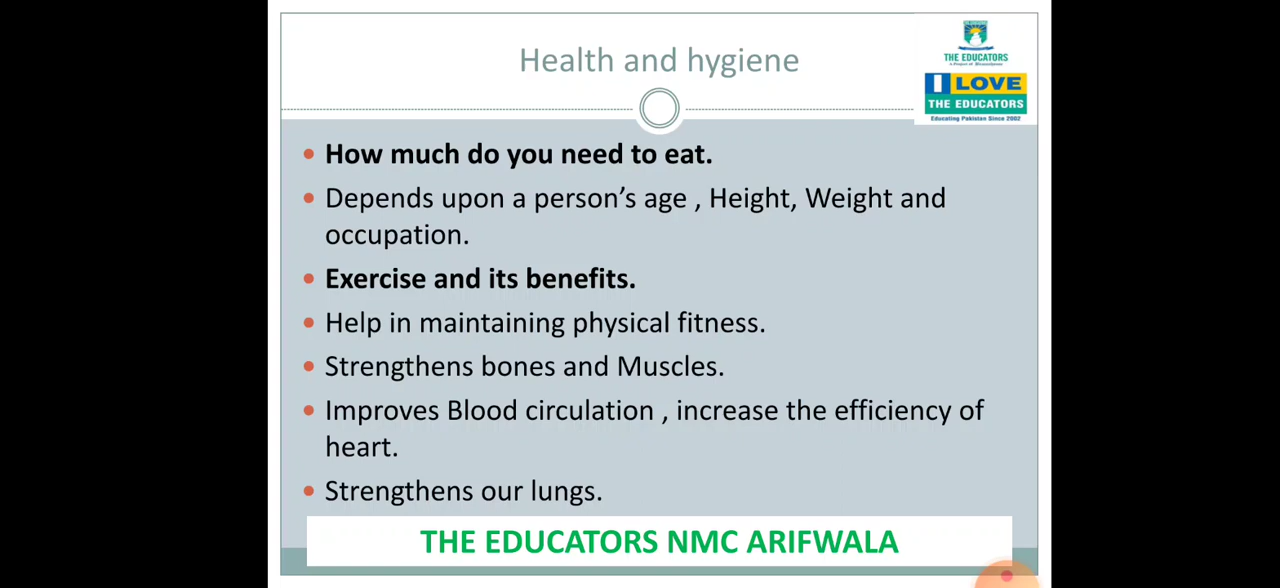 Health and hygiene
THE EDUCATORS
I LOVE
THE EDUCATORS
Educating Pakistan Since 2002
How much do you need to eat.
Depends upon a person’s age , Height, Weight and
occupation.
Exercise and its benefits.
Help in maintaining physical fitness.
Strengthens bones and Muscles.
Improves Blood circulation , increase the efficiency of
heart.
Strengthens our lungs.
THE EDUCATORS NMC ARIFWALA